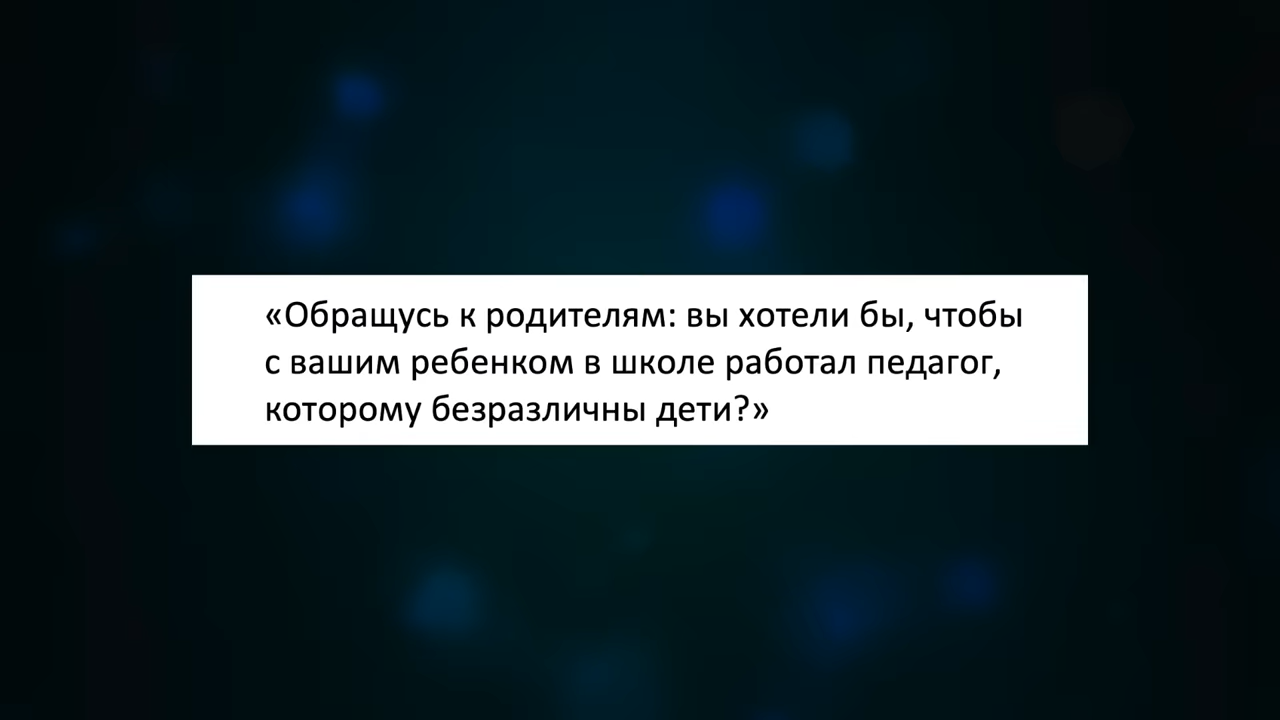 «Обращусь к родителям: вы хотели бы, чтобы
с вашим ребенком в школе работал педагог,
которому безразличны дети?»